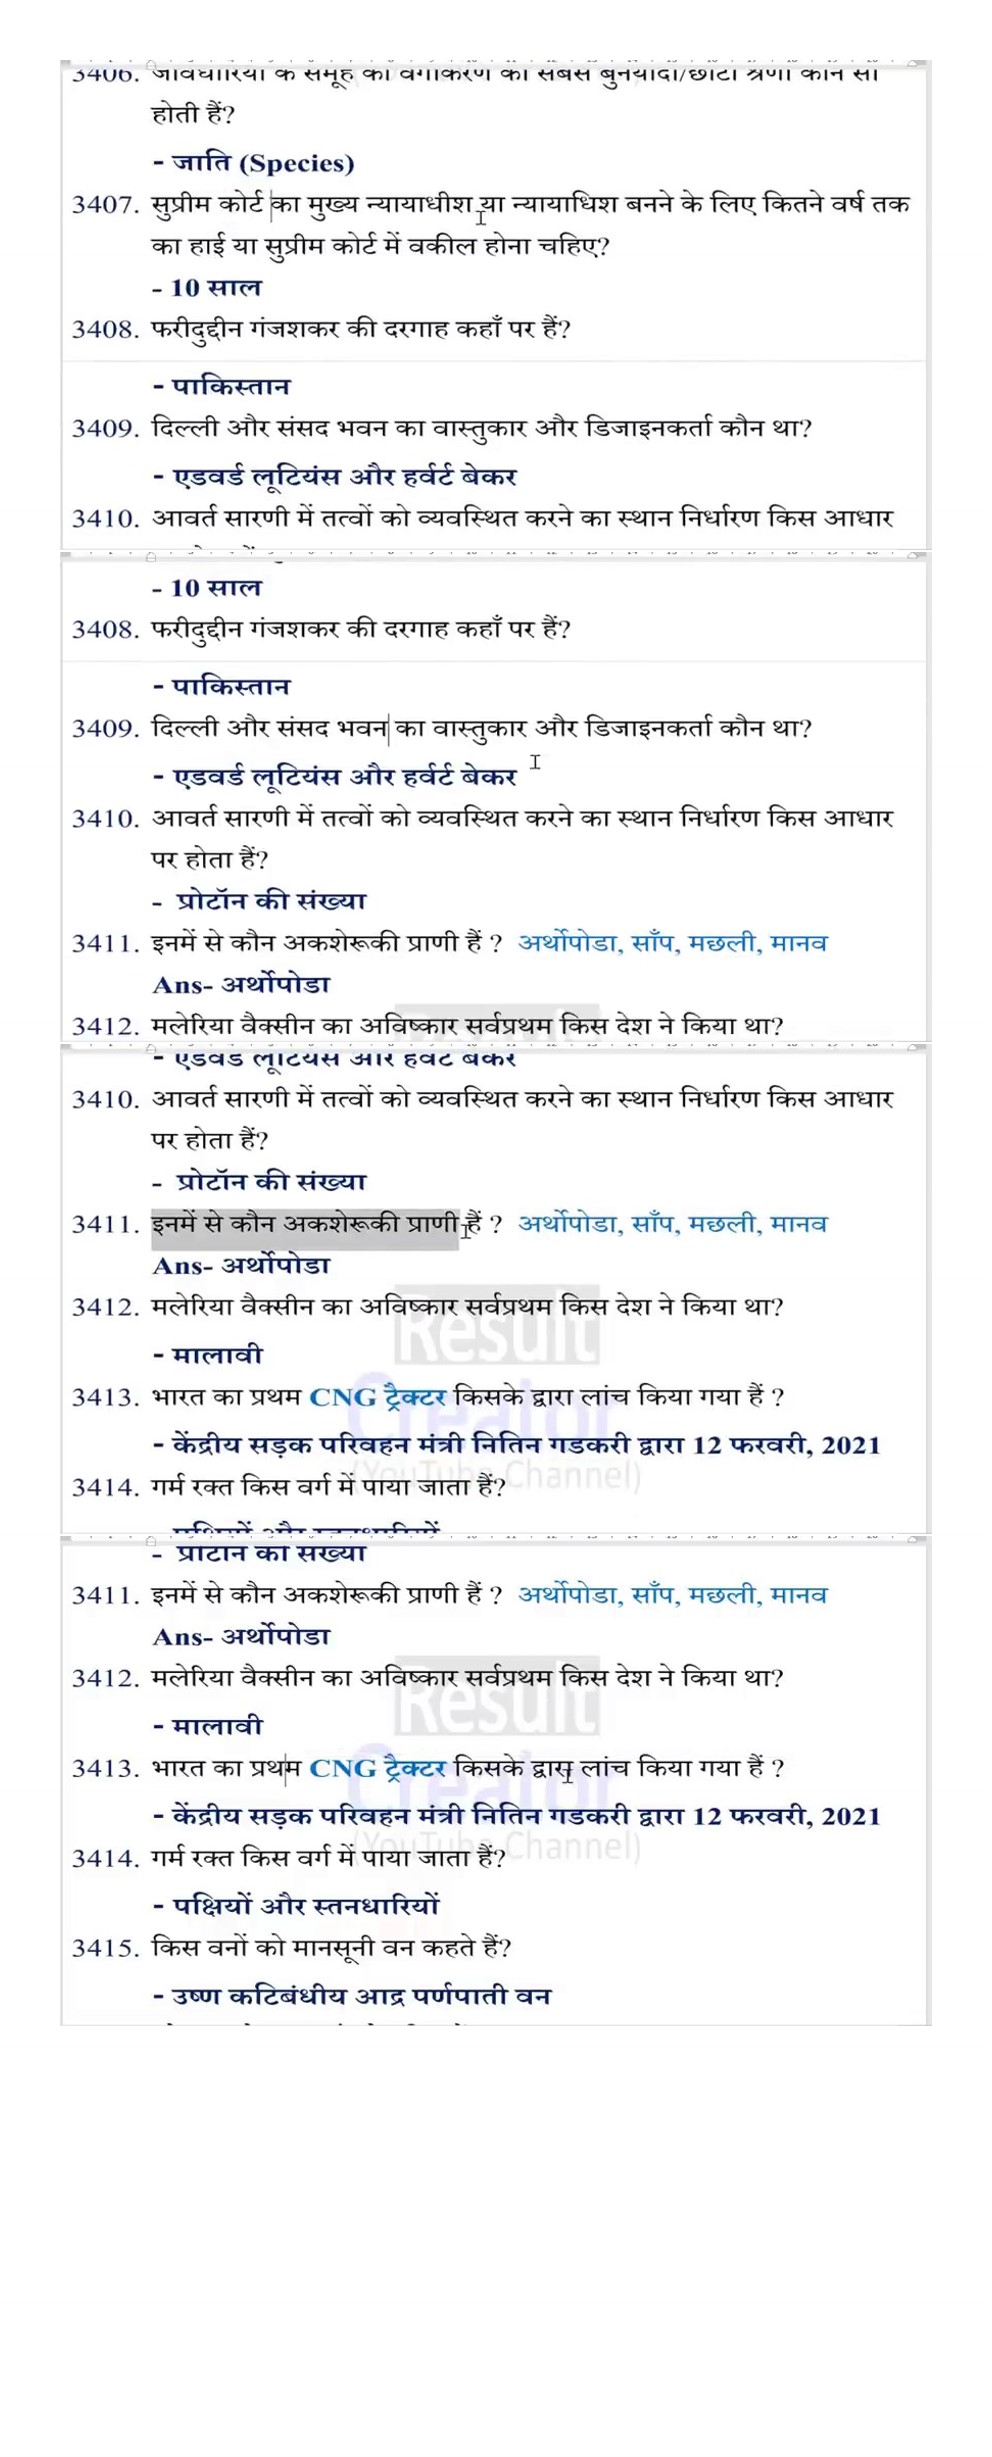 3406. जीवधारियों के समूह का वर्गीकरण की सबसे बुनयादी/छोटी श्रेणी कौन सी
होती हैं?
- जाति (Species)
3407. सुप्रीम कोर्ट का मुख्य न्यायाधीश या न्यायाधिश बनने के लिए कितने वर्ष तक
का हाई या सुप्रीम कोर्ट में वकील होना चहिए?
- 10 साल
3408. फरीदुद्दीन गंजशकर की दरगाह कहाँ पर हैं?
- पाकिस्तान
3409. दिल्ली और संसद भवन का वास्तुकार और डिजाइनकर्ता कौन था?
- एडवर्ड लूटियंस और हर्वर्ट बेकर
3410. आवर्त सारणी में तत्वों को व्यवस्थित करने का स्थान निर्धारण किस आधार
- 10 साल
3408. फरीदुद्दीन गंजशकर की दरगाह कहाँ पर हैं?
- पाकिस्तान
3409. दिल्ली और संसद भवन का वास्तुकार और डिजाइनकर्ता कौन था?
- एडवर्ड लूटियंस और हर्वर्ट बेकर
3410. आवर्त सारणी में तत्वों को व्यवस्थित करने का स्थान निर्धारण किस आधार
पर होता हैं?
- प्रोटॉन की संख्या
3411. इनमें से कौन अकशेरूकी प्राणी हैं ? अर्थोपोडा, साँप, मछली, मानव
Ans- अर्थोपोडा
3412. मलेरिया वैक्सीन का अविष्कार सर्वप्रथम किस देश ने किया था?
- एडवर्ड लूटियंस और हर्वर्ट बेकर
3410. आवर्त सारणी में तत्वों को व्यवस्थित करने का स्थान निर्धारण किस आधार
पर होता हैं?
- प्रोटॉन की संख्या
3411. इनमें से कौन अकशेरूकी प्राणी हैं ? अर्थोपोडा, साँप, मछली, मानव
Ans- अर्थोपोडा
3412. मलेरिया वैक्सीन का अविष्कार सर्वप्रथम किस देश ने किया था?
Result
- मालावी
3413. भारत का प्रथम CNG ट्रैक्टर किसके द्वारा लांच किया गया हैं ?
Creator
- केंद्रीय सड़क परिवहन मंत्री नितिन गडकरी द्वारा 12 फरवरी, 2021
(YouTube Channel)
3414. गर्म रक्त किस वर्ग में पाया जाता हैं?
- पक्षियों और स्तनधारियों
- प्रोटॉन की संख्या
3411. इनमें से कौन अकशेरूकी प्राणी हैं ? अर्थोपोडा, साँप, मछली, मानव
Ans- अर्थोपोडा
3412. मलेरिया वैक्सीन का अविष्कार सर्वप्रथम किस देश ने किया था?
Result
- मालावी
3413. भारत का प्रथम CNG ट्रैक्टर किसके द्वारा लांच किया गया हैं ?
Creator
- केंद्रीय सड़क परिवहन मंत्री नितिन गडकरी द्वारा 12 फरवरी, 2021
(YouTube Channel)
3414. गर्म रक्त किस वर्ग में पाया जाता हैं?
- पक्षियों और स्तनधारियों
3415. किस वनों को मानसूनी वन कहते हैं?
- उष्ण कटिबंधीय आद्र पर्णपाती वन